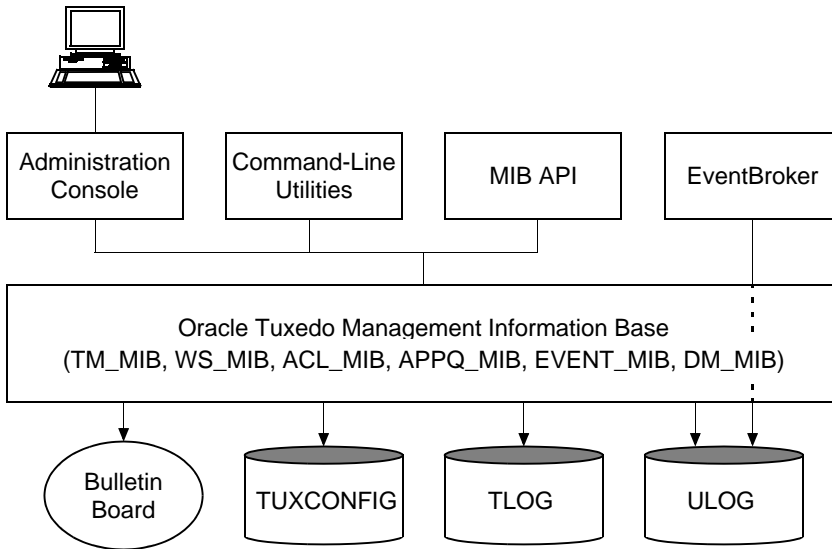 Administration
Console
Command-Line
Utilities
MIB API
EventBroker
Oracle Tuxedo Management Information Base
(TM_MIB, WS_MIB, ACL_MIB, APPQ_MIB, EVENT_MIB, DM_MIB)
Bulletin
Board
TUXCONFIG
TLOG
ULOG